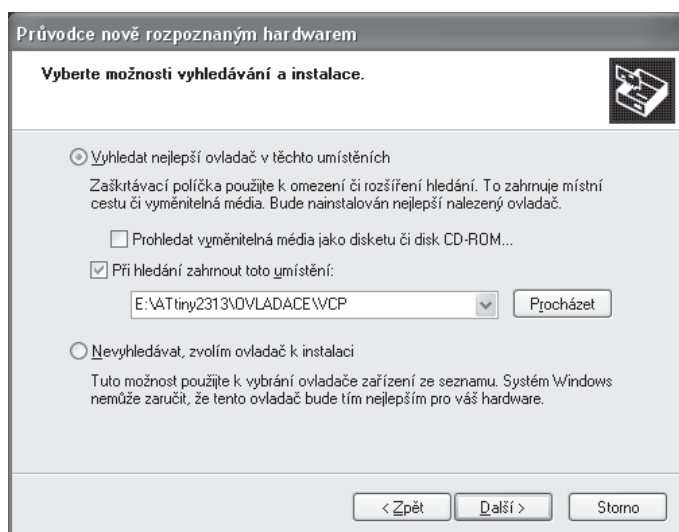 Průvodce nově rozpoznaným hardwarem
Vyberte možnosti vyhledávání a instalace.
Vyhledat nejlepší ovladač v těchto umístěních
Zaškrtávací políčka použijte k omezení či rozšíření hledání. To zahrnuje místní
cestu či vyměnitelná média. Bude nainstalován nejlepší nalezený ovladač.
Prohledat vyměnitelná média jako disketu či disk CD-ROM...
Při hledání zahrnout toto umístění:
E:\ATtiny2313\OVLADACE\VCP
Procházet
Nevyhledávat, zvolím ovladač k instalaci
Tuto možnost použijte k vybrání ovladače zařízení ze seznamu. Systém Windows
nemůže zaručit, že tento ovladač bude tím nejlepším pro váš hardware.
< Zpět Další > Storno